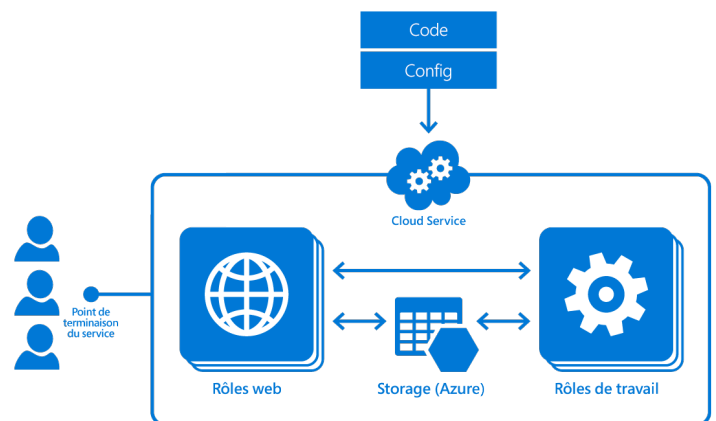 Code
Config
Cloud Service
Point de
terminaison
du service
Rôles web
Storage (Azure)
Rôles de travail